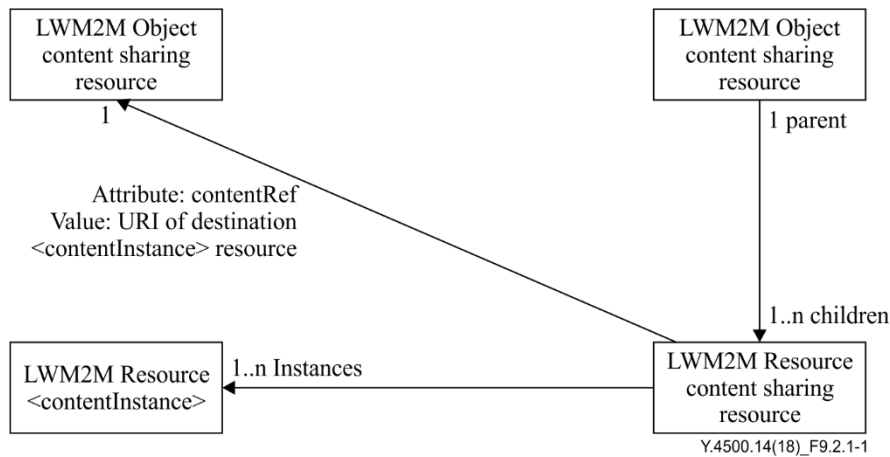 LWM2M Object
content sharing
resource
LWM2M Object
content sharing
resource
1
1 parent
Attribute: contentRef
Value: URI of destination
<contentInstance> resource
1..n children
LWM2M Resource
<contentInstance>
1..n Instances
LWM2M Resource
content sharing
resource
Y.4500.14(18)_F9.2.1-1